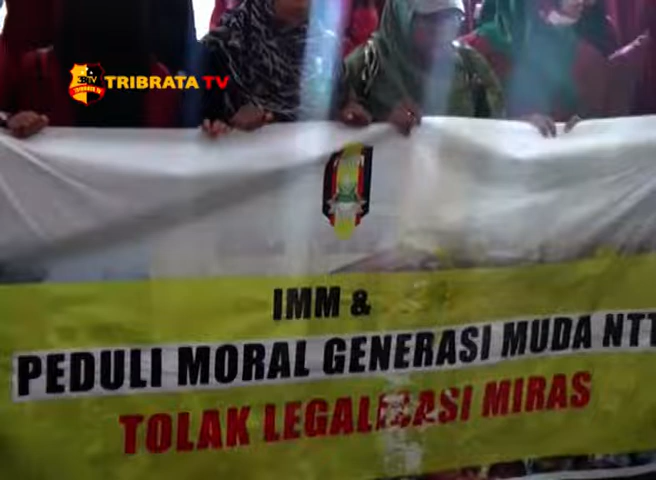 TRIBRATA TV
IMM &
PEDULI MORAL GENERASI MUDA NTT
TOLAK LEGALISASI MIRAS